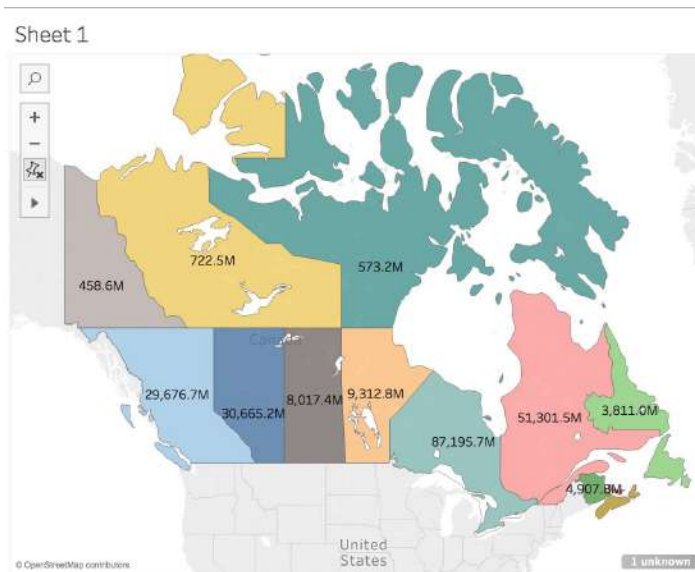 Sheet 1
722.5M
573.2M
458.6M
Canada
29,676.7M
30,665.2M
8,017.4M
9,312.8M
51,301.5M
3,811.0M
87,195.7M
4,907.8M
United
States
© OpenStreetMap contributors
1 unknown